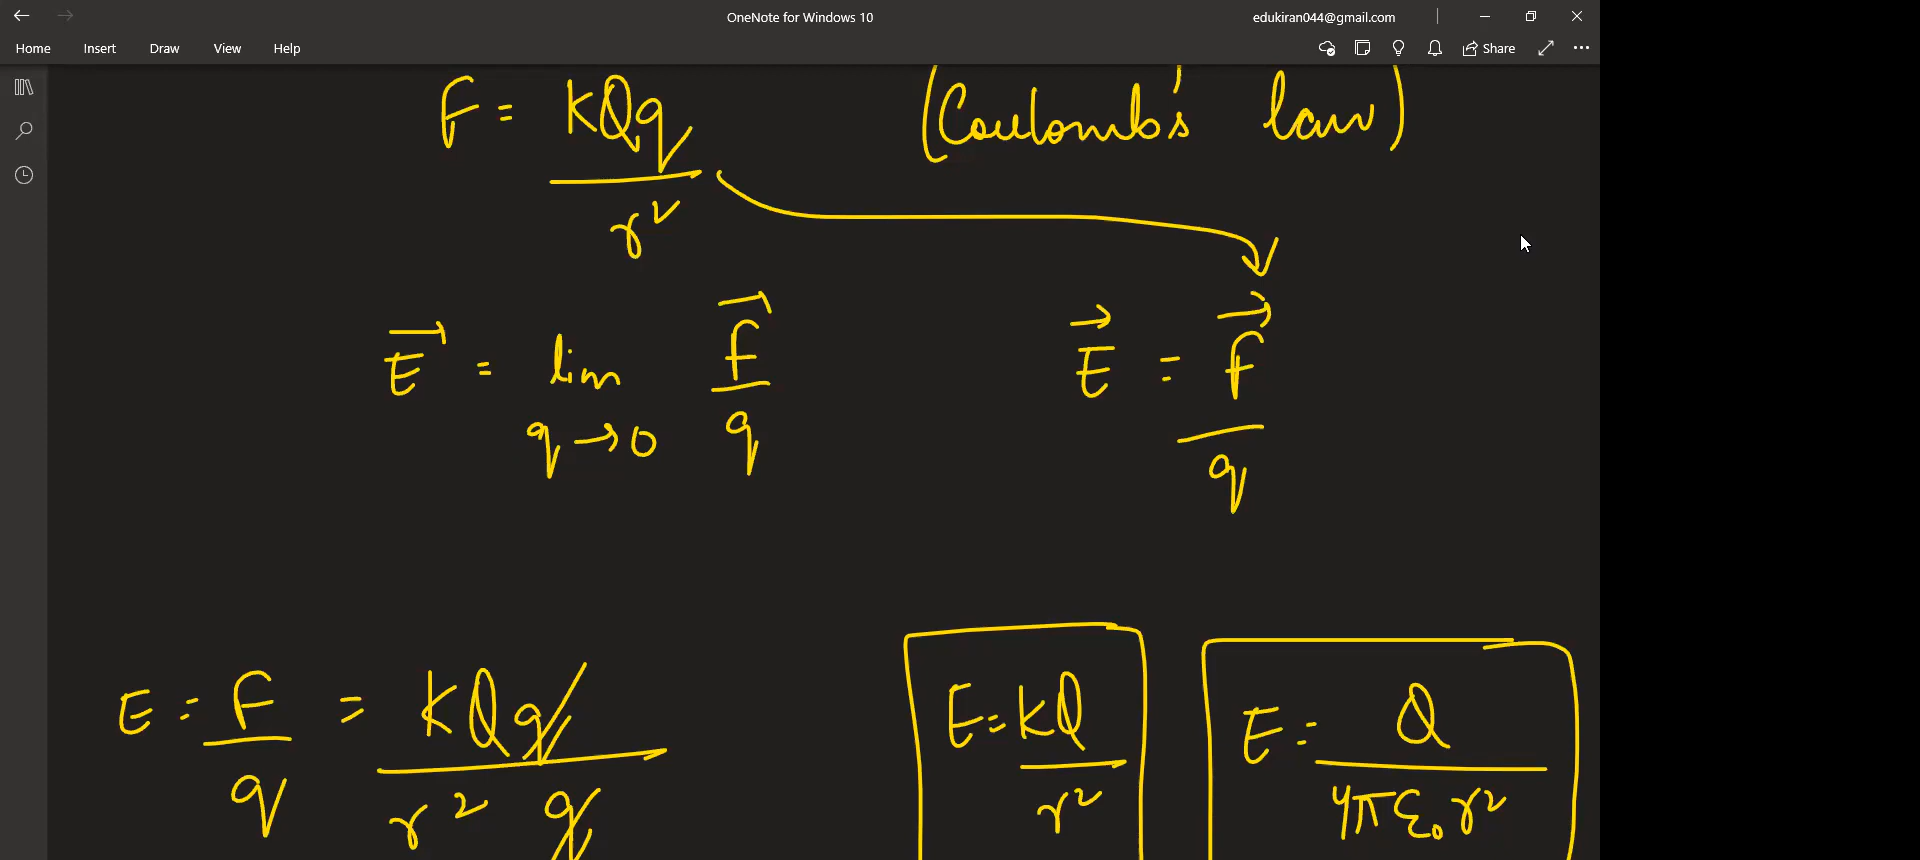 OneNote for Windows 10
edukiran044@gmail.com
Home Insert Draw View Help
Share
F = KQq / r² (Coulomb's law)
E⃗ = lim q→0 F⃗ / q
E⃗ = F⃗ / q
E = F / q = KQq / r² q
E = KQ / r²
E = Q / 4πε₀r²